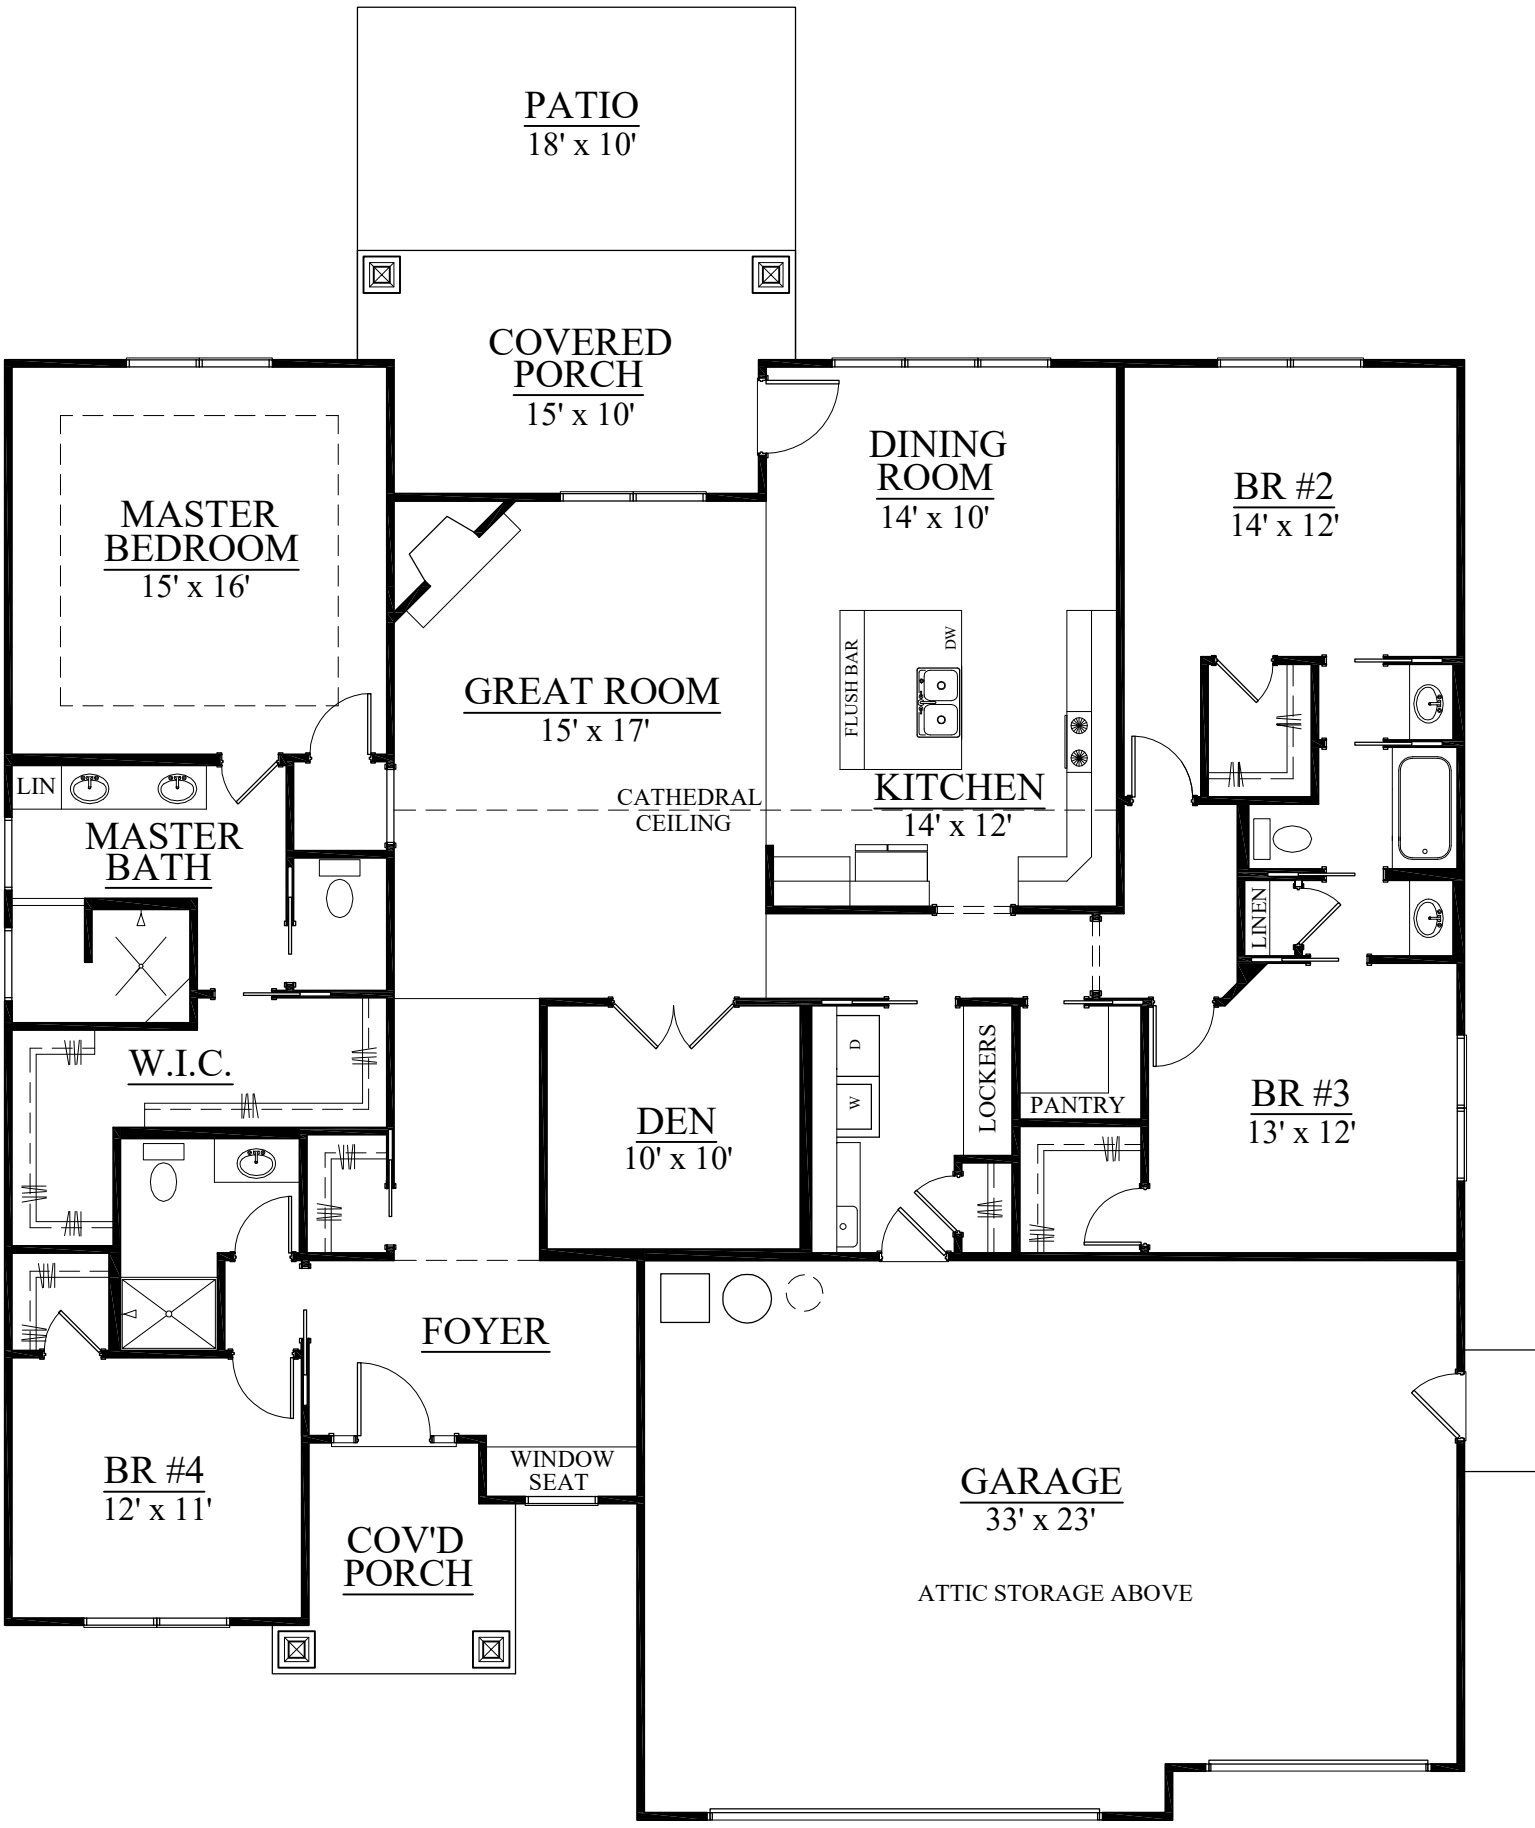 PATIO
18' x 10'
COVERED
PORCH
15' x 10'
DINING
ROOM
14' x 10'
BR #2
14' x 12'
MASTER
BEDROOM
15' x 16'
GREAT ROOM
15' x 17'
FLUSH BAR
DW
LIN
CATHEDRAL
CEILING
KITCHEN
14' x 12'
MASTER
BATH
LINEN
W.I.C.
DEN
10' x 10'
D
W
LOCKERS
PANTRY
BR #3
13' x 12'
FOYER
WINDOW
SEAT
BR #4
12' x 11'
COV'D
PORCH
GARAGE
33' x 23'
ATTIC STORAGE ABOVE